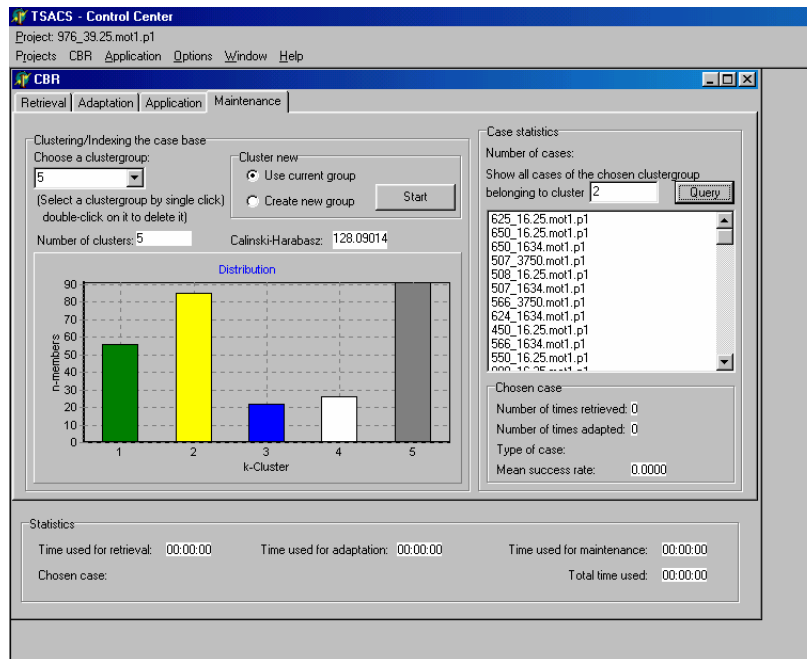 TSACS - Control Center
Project: 976_39.25.mot1.p1
Projects CBR Application Options Window Help
CBR
Retrieval Adaptation Application Maintenance
Clustering/Indexing the case base
Choose a clustergroup:
5
(Select a clustergroup by single click)
double-click on it to delete it)
Cluster new
Use current group
Create new group
Start
Number of clusters: 5
Calinski-Harabasz: 128.09014
Distribution
n-members
90
80
70
60
50
40
30
20
10
0
1 2 3 4 5
k-Cluster
Case statistics
Number of cases:
Show all cases of the chosen clustergroup
belonging to cluster 2 Query
625_16.25.mot1.p1
650_16.25.mot1.p1
650_1634.mot1.p1
507_3750.mot1.p1
508_16.25.mot1.p1
507_1634.mot1.p1
566_3750.mot1.p1
624_1634.mot1.p1
450_16.25.mot1.p1
566_1634.mot1.p1
550_16.25.mot1.p1
Chosen case
Number of times retrieved: 0
Number of times adapted: 0
Type of case:
Mean success rate: 0.0000
Statistics
Time used for retrieval: 00:00:00 Time used for adaptation: 00:00:00 Time used for maintenance: 00:00:00
Chosen case: Total time used: 00:00:00